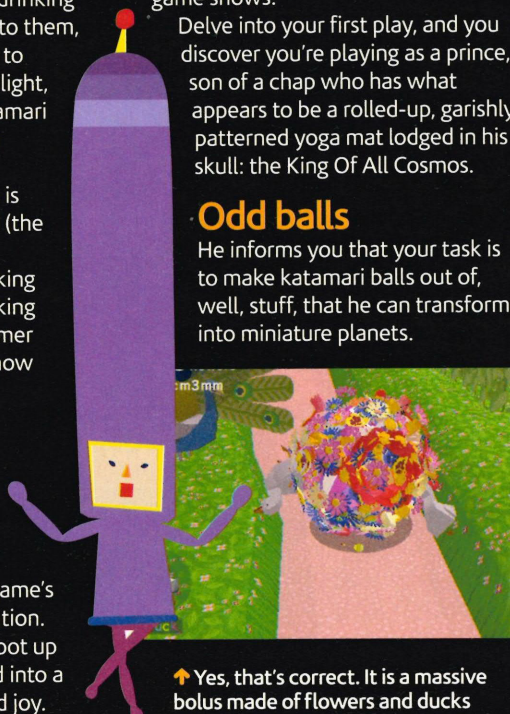 to them,
to
light,
amari
is
(the
king
king
mer
now
ame's
tion.
oot up
d into a
d joy.
game shows.
Delve into your first play, and you
discover you're playing as a prince,
son of a chap who has what
appears to be a rolled-up, garishly
patterned yoga mat lodged in his
skull: the King Of All Cosmos.
Odd balls
He informs you that your task is
to make katamari balls out of,
well, stuff, that he can transform
into miniature planets.
cm3mm
↑ Yes, that's correct. It is a massive
bolus made of flowers and ducks